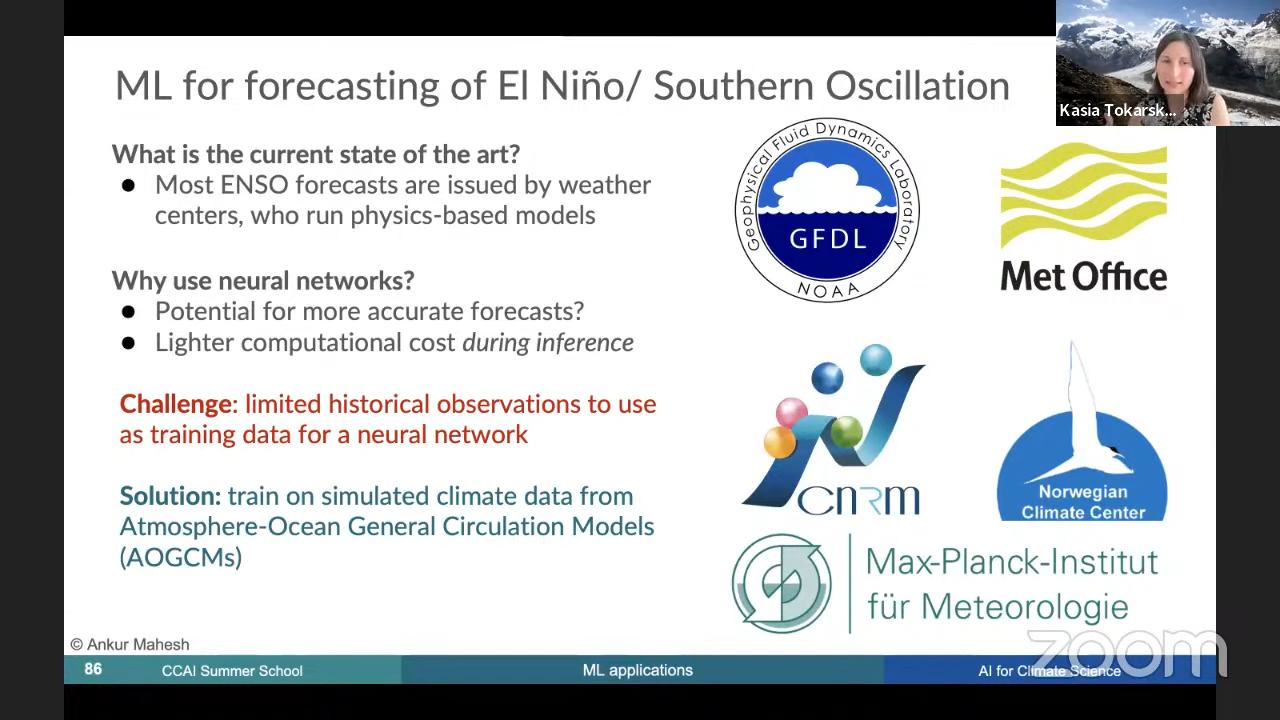 ML for forecasting of El Niño/ Southern Oscillation
Kasia Tokarsk...
What is the current state of the art?
● Most ENSO forecasts are issued by weather
centers, who run physics-based models
Why use neural networks?
● Potential for more accurate forecasts?
● Lighter computational cost during inference
Challenge: limited historical observations to use
as training data for a neural network
Solution: train on simulated climate data from
Atmosphere-Ocean General Circulation Models
(AOGCMs)
Geophysical Fluid Dynamics Laboratory
GFDL
NOAA
Met Office
CNRM
Norwegian
Climate Center
Max-Planck-Institut
für Meteorologie
© Ankur Mahesh
zoom
86
CCAI Summer School
ML applications
AI for Climate Science